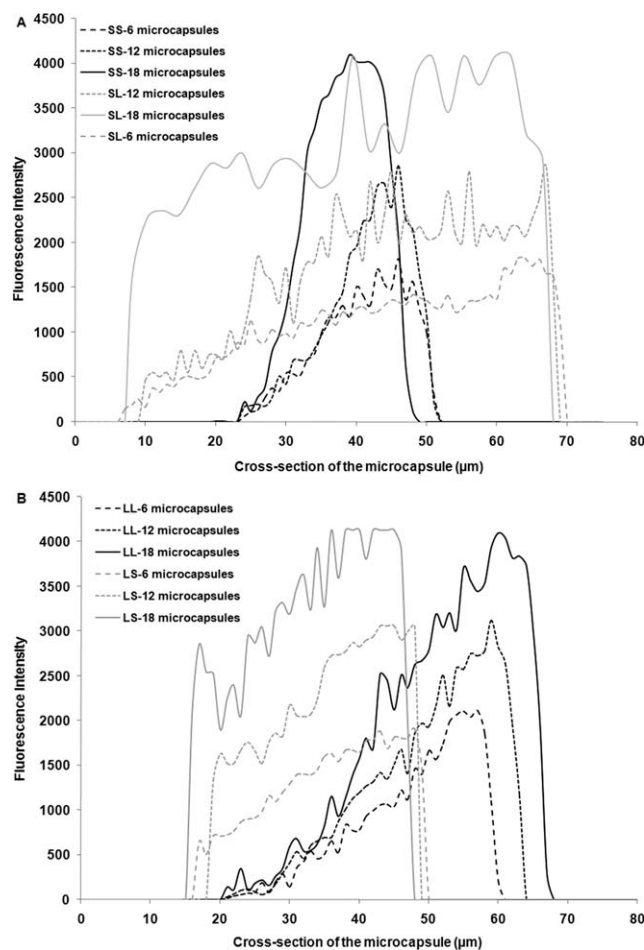 A
SS-6 microcapsules
SS-12 microcapsules
SS-18 microcapsules
SL-12 microcapsules
SL-18 microcapsules
SL-6 microcapsules
4500
4000
3500
3000
2500
2000
1500
1000
500
0
Fluorescence Intensity
0 10 20 30 40 50 60 70 80
Cross-section of the microcapsule (µm)
B
LL-6 microcapsules
LL-12 microcapsules
LL-18 microcapsules
LS-6 microcapsules
LS-12 microcapsules
LS-18 microcapsules
4500
4000
3500
3000
2500
2000
1500
1000
500
0
Fluorescence Intensity
0 10 20 30 40 50 60 70 80
Cross-section of the microcapsule (µm)